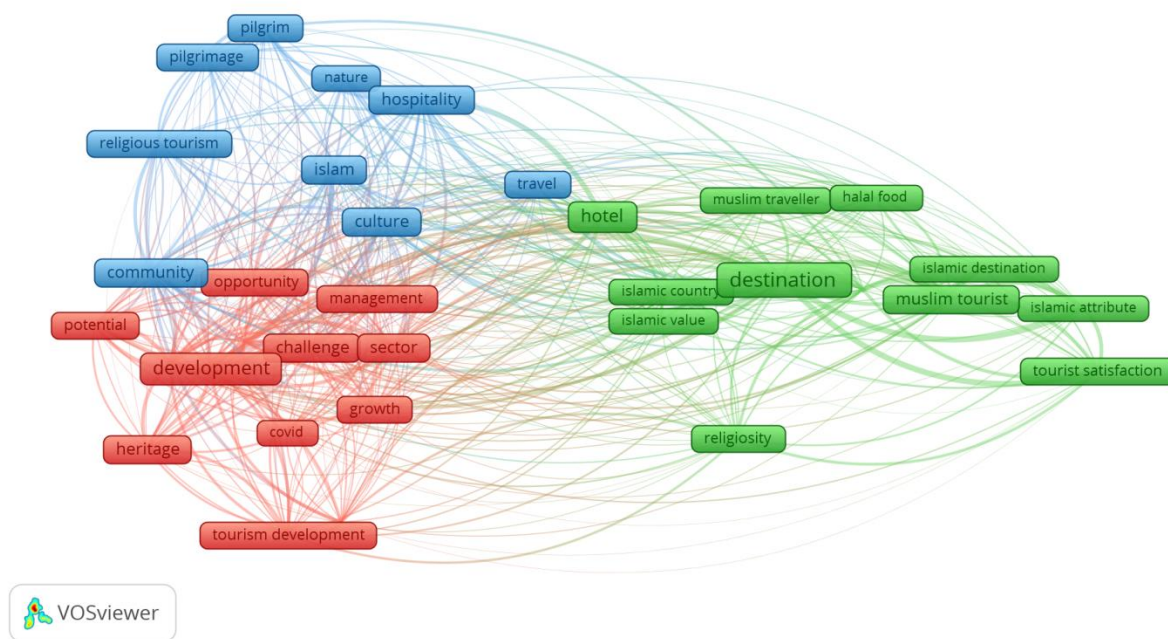 pilgrim
pilgrimage
nature
hospitality
religious tourism
islam
travel
culture
hotel
muslim traveller
halal food
community
opportunity
management
islamic country
destination
islamic destination
muslim tourist
islamic attribute
potential
islamic value
challenge
sector
development
tourist satisfaction
growth
covid
heritage
religiosity
tourism development
VOSviewer